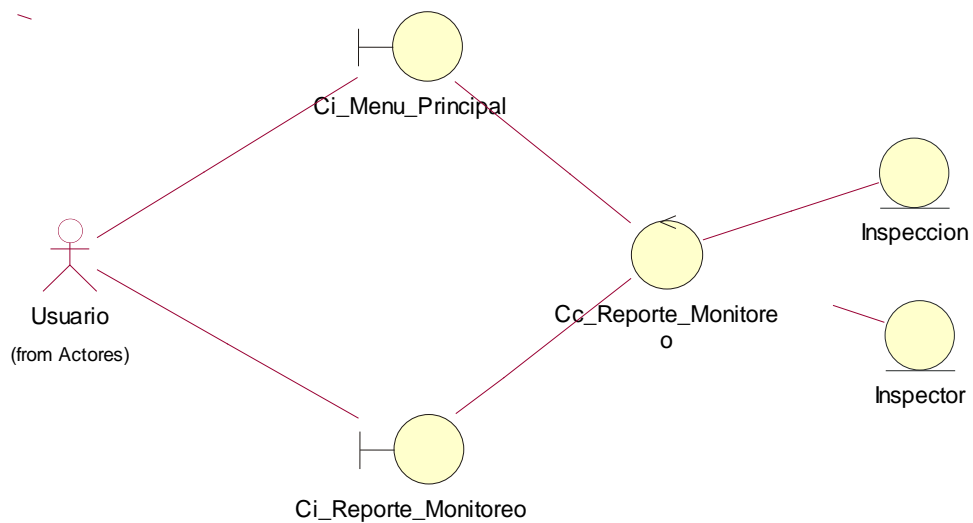 Ci_Menu_Principal
Inspeccion
Usuario
(from Actores)
Cc_Reporte_Monitore
o
Inspector
Ci_Reporte_Monitoreo